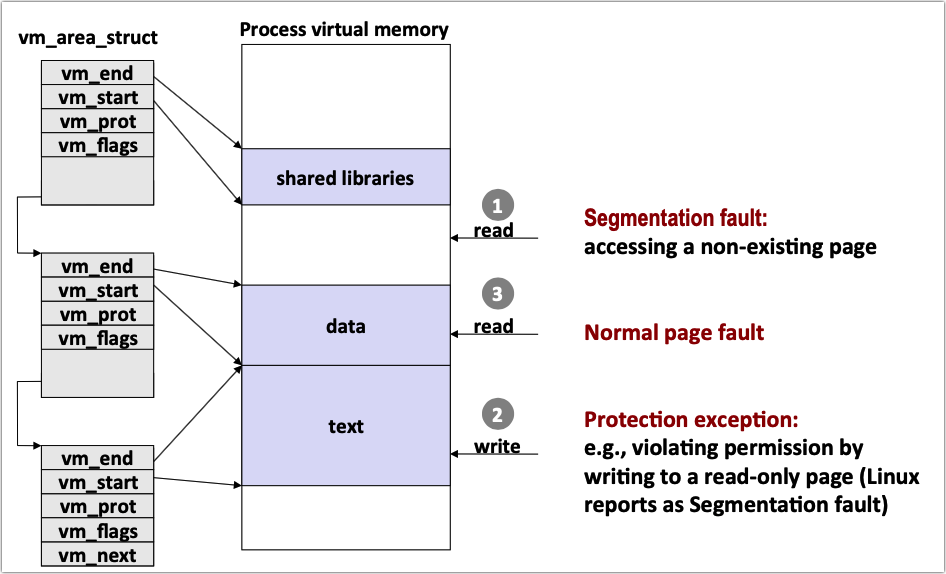 vm_area_struct
Process virtual memory
vm_end
vm_start
vm_prot
vm_flags
shared libraries
1
read
Segmentation fault:
accessing a non-existing page
vm_end
vm_start
vm_prot
vm_flags
data
3
read
Normal page fault
vm_end
vm_start
vm_prot
vm_flags
vm_next
text
2
write
Protection exception:
e.g., violating permission by
writing to a read-only page (Linux
reports as Segmentation fault)